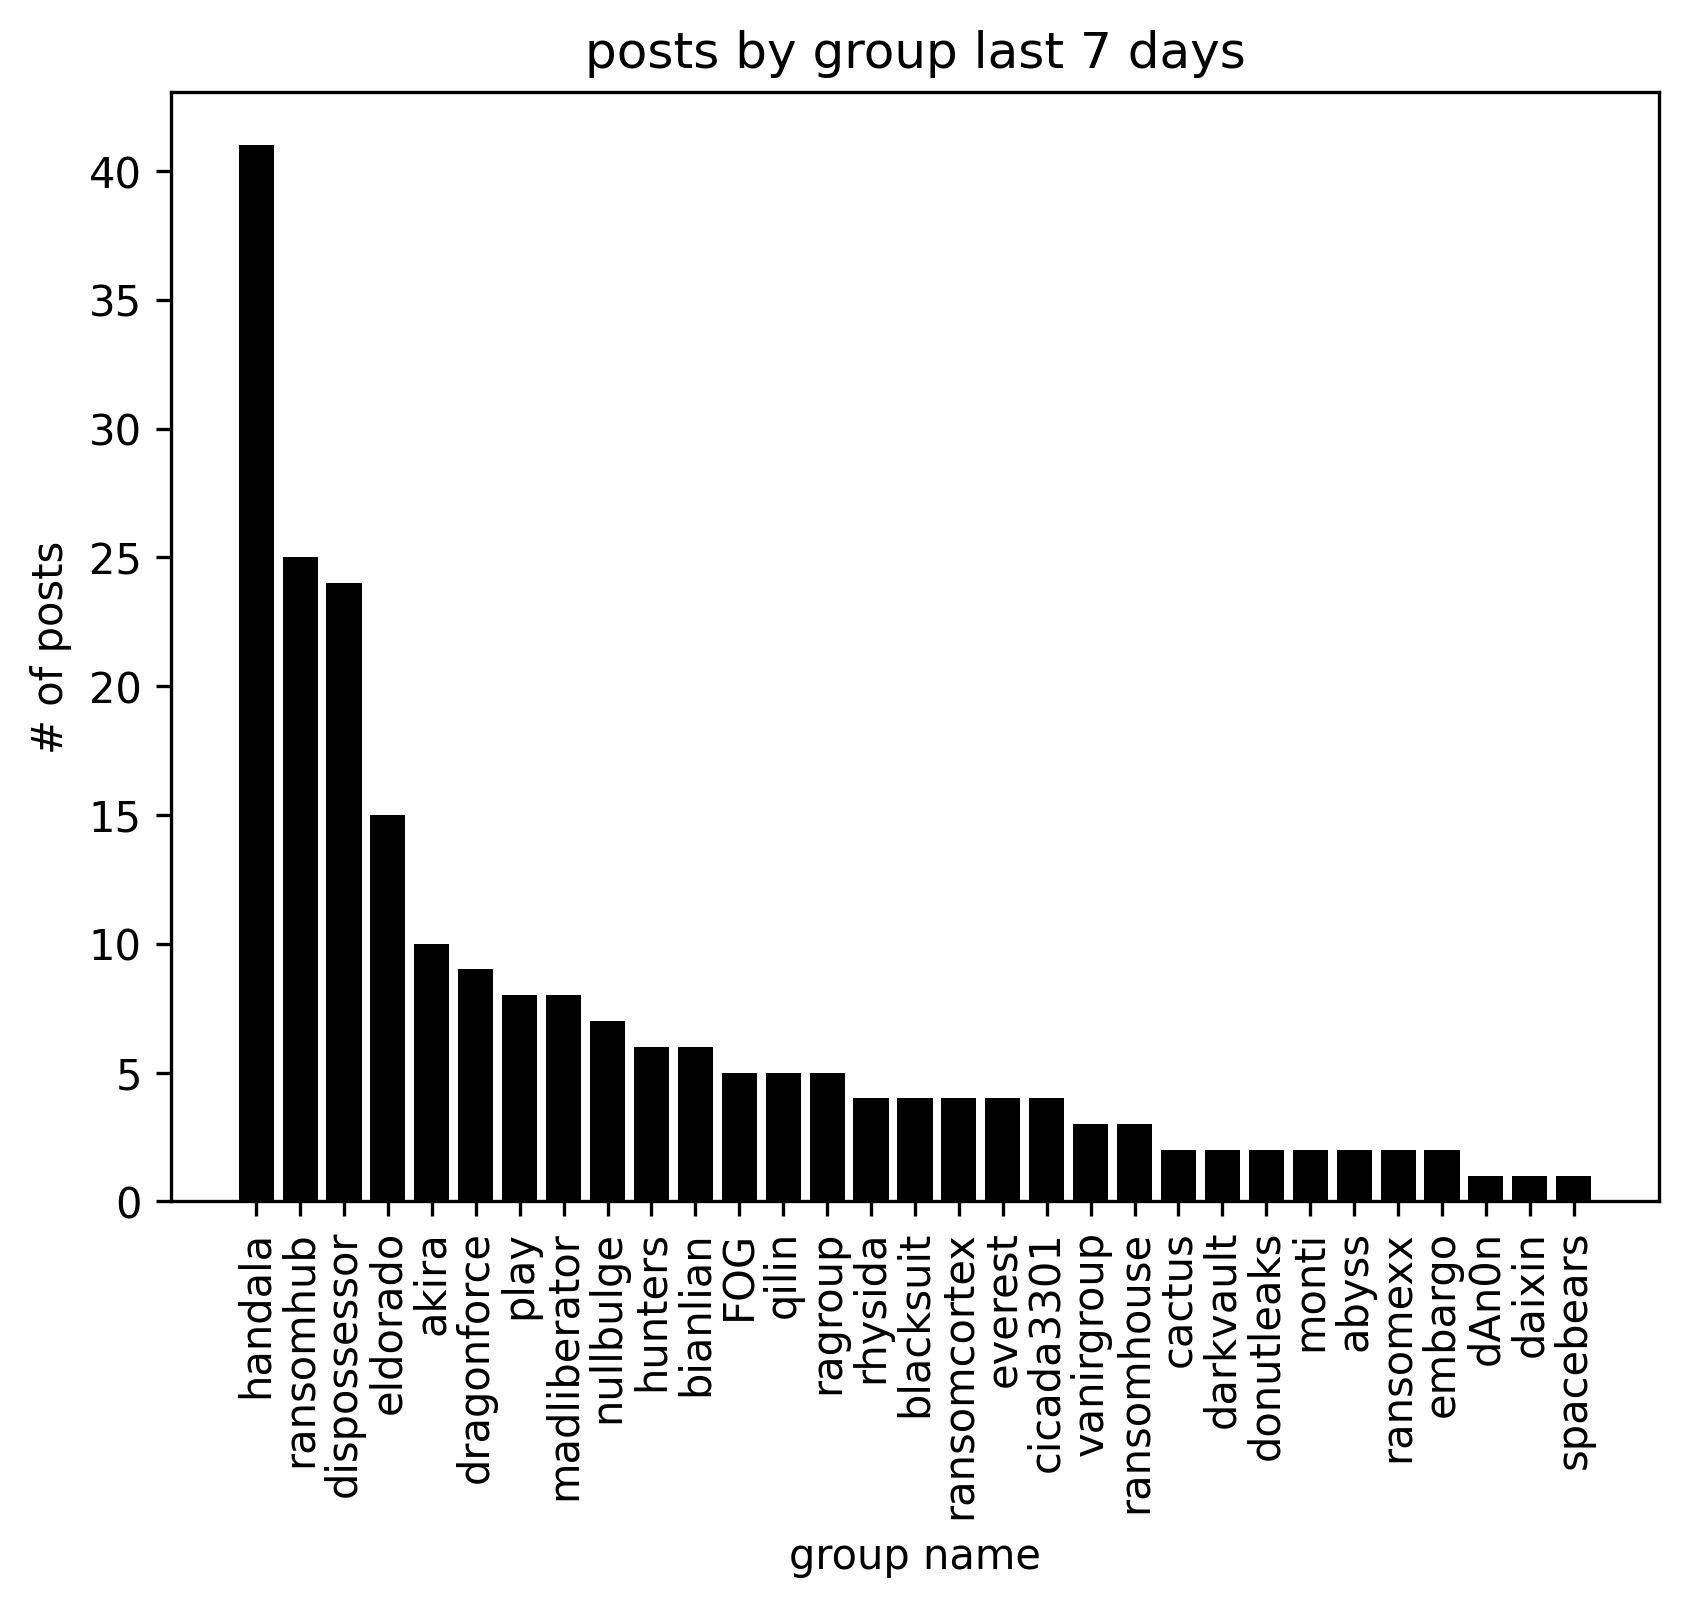 posts by group last 7 days
# of posts
40
35
30
25
20
15
10
5
0
handala
ransomhub
dispossessor
eldorado
akira
dragonforce
play
madliberator
nullbulge
hunters
bianlian
FOG
qilin
ragroup
rhysida
blacksuit
ransomcortex
everest
cicada3301
vanirgroup
ransomhouse
cactus
darkvault
donutleaks
monti
abyss
ransomexx
embargo
dAn0n
daixin
spacebears
group name